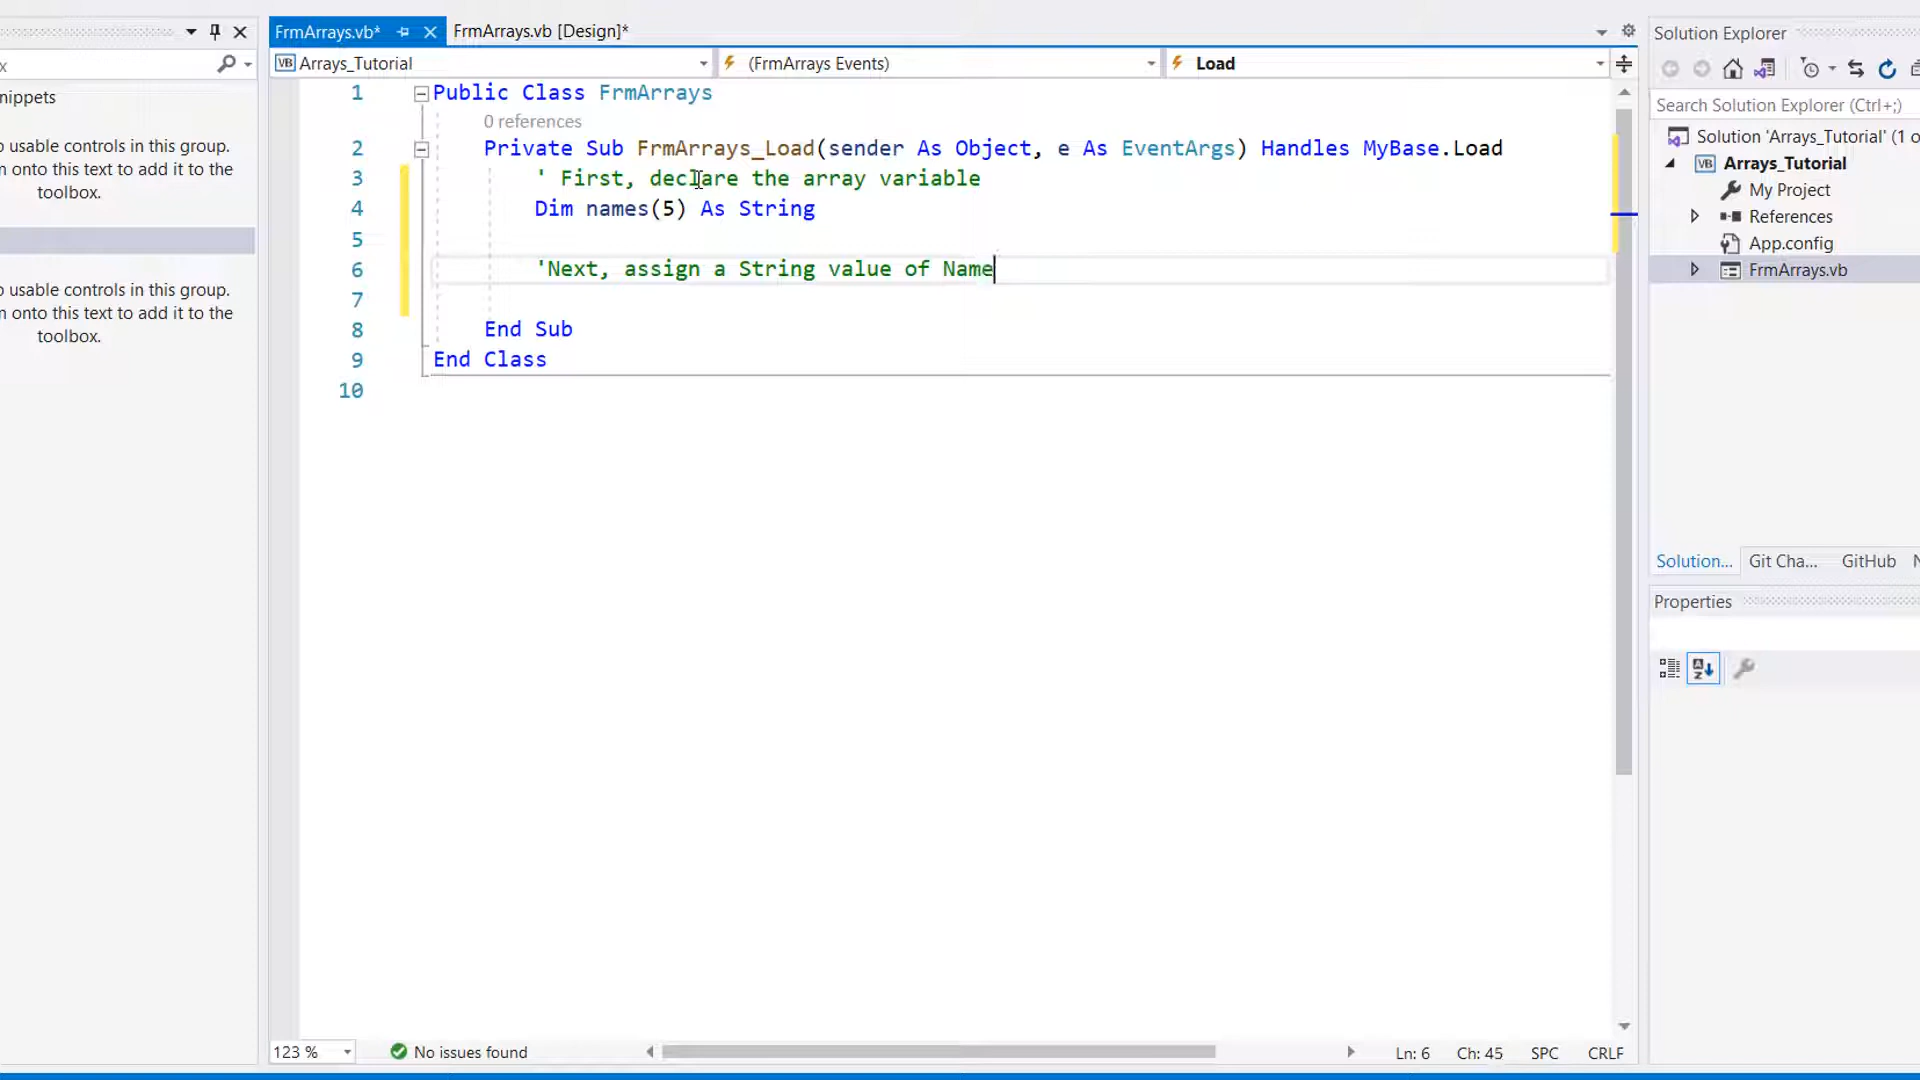 FrmArrays.vb*
FrmArrays.vb [Design]*
Arrays_Tutorial
(FrmArrays Events)
Load
1 Public Class FrmArrays
0 references
2 Private Sub FrmArrays_Load(sender As Object, e As EventArgs) Handles MyBase.Load
3 ' First, declare the array variable
4 Dim names(5) As String
5
6 'Next, assign a String value of Name
7
8 End Sub
9 End Class
10
x
nippets
o usable controls in this group.
n onto this text to add it to the
toolbox.
o usable controls in this group.
n onto this text to add it to the
toolbox.
Solution Explorer
Search Solution Explorer (Ctrl+;)
Solution 'Arrays_Tutorial' (1 o
VB Arrays_Tutorial
My Project
References
App.config
FrmArrays.vb
Solution... Git Cha... GitHub N
Properties
123 %
No issues found
Ln: 6 Ch: 45 SPC CRLF